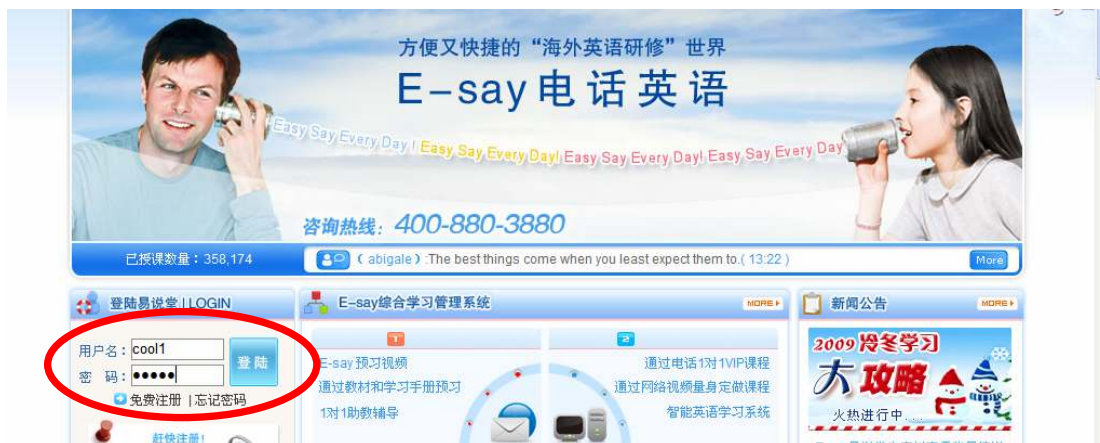 方便又快捷的“海外英语研修”世界
E-say电话英语
Easy Say Every Day! Easy Say Every Day! Easy Say Every Day! Easy Say Every Day
咨询热线：400-880-3880
已授课数量：358,174
( abigale ) :The best things come when you least expect them to.( 13:22 )
More
登陆易说堂 | LOGIN
E-say综合学习管理系统
MORE
新闻公告
MORE
用户名：cool1
密 码：●●●●●
登陆
免费注册 | 忘记密码
赶快注册!
1
E-say 预习视频
通过教材和学习手册预习
1对1助教辅导
2
通过电话1对1VIP课程
通过网络视频量身定做课程
智能英语学习系统
2009 冷冬学习
大攻略
火热进行中....